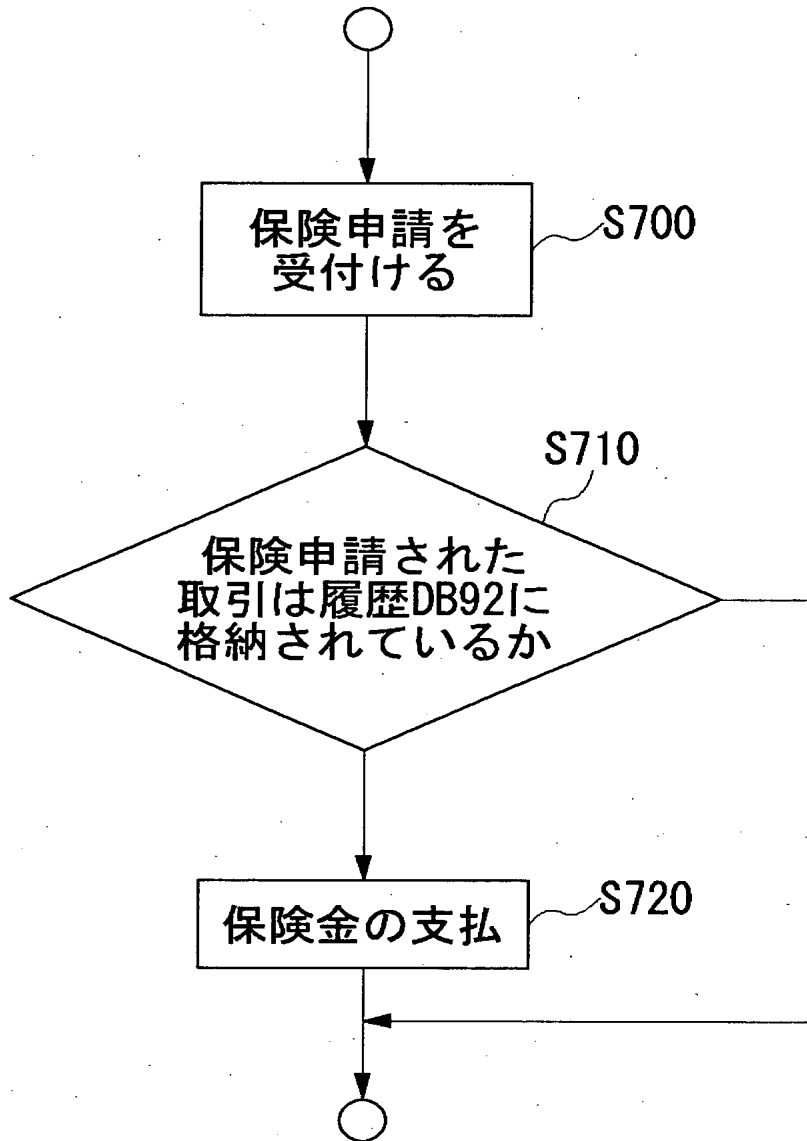 保険申請を
受付ける
S700
S710
保険申請された
取引は履歴DB92に
格納されているか
保険金の支払
S720